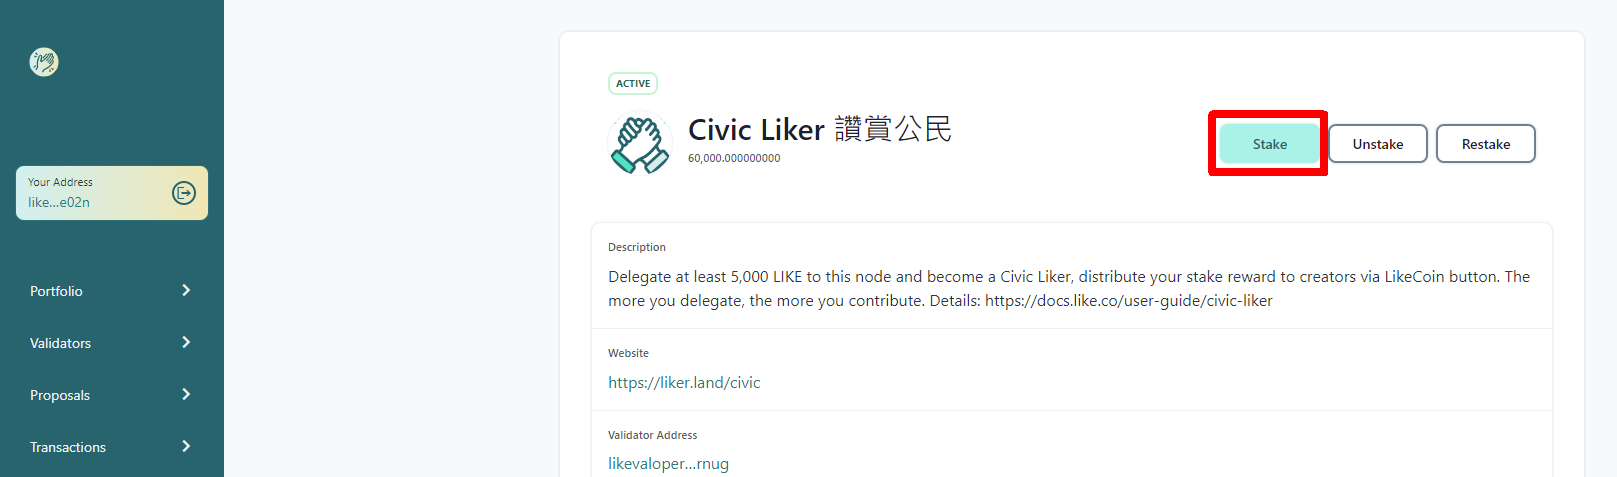 ACTIVE
Civic Liker 讚賞公民
60,000.000000000
Stake
Unstake
Restake
Your Address
like...e02n
Portfolio
Validators
Proposals
Transactions
Description
Delegate at least 5,000 LIKE to this node and become a Civic Liker, distribute your stake reward to creators via LikeCoin button. The
more you delegate, the more you contribute. Details: https://docs.like.co/user-guide/civic-liker
Website
https://liker.land/civic
Validator Address
likevaloper...rnug